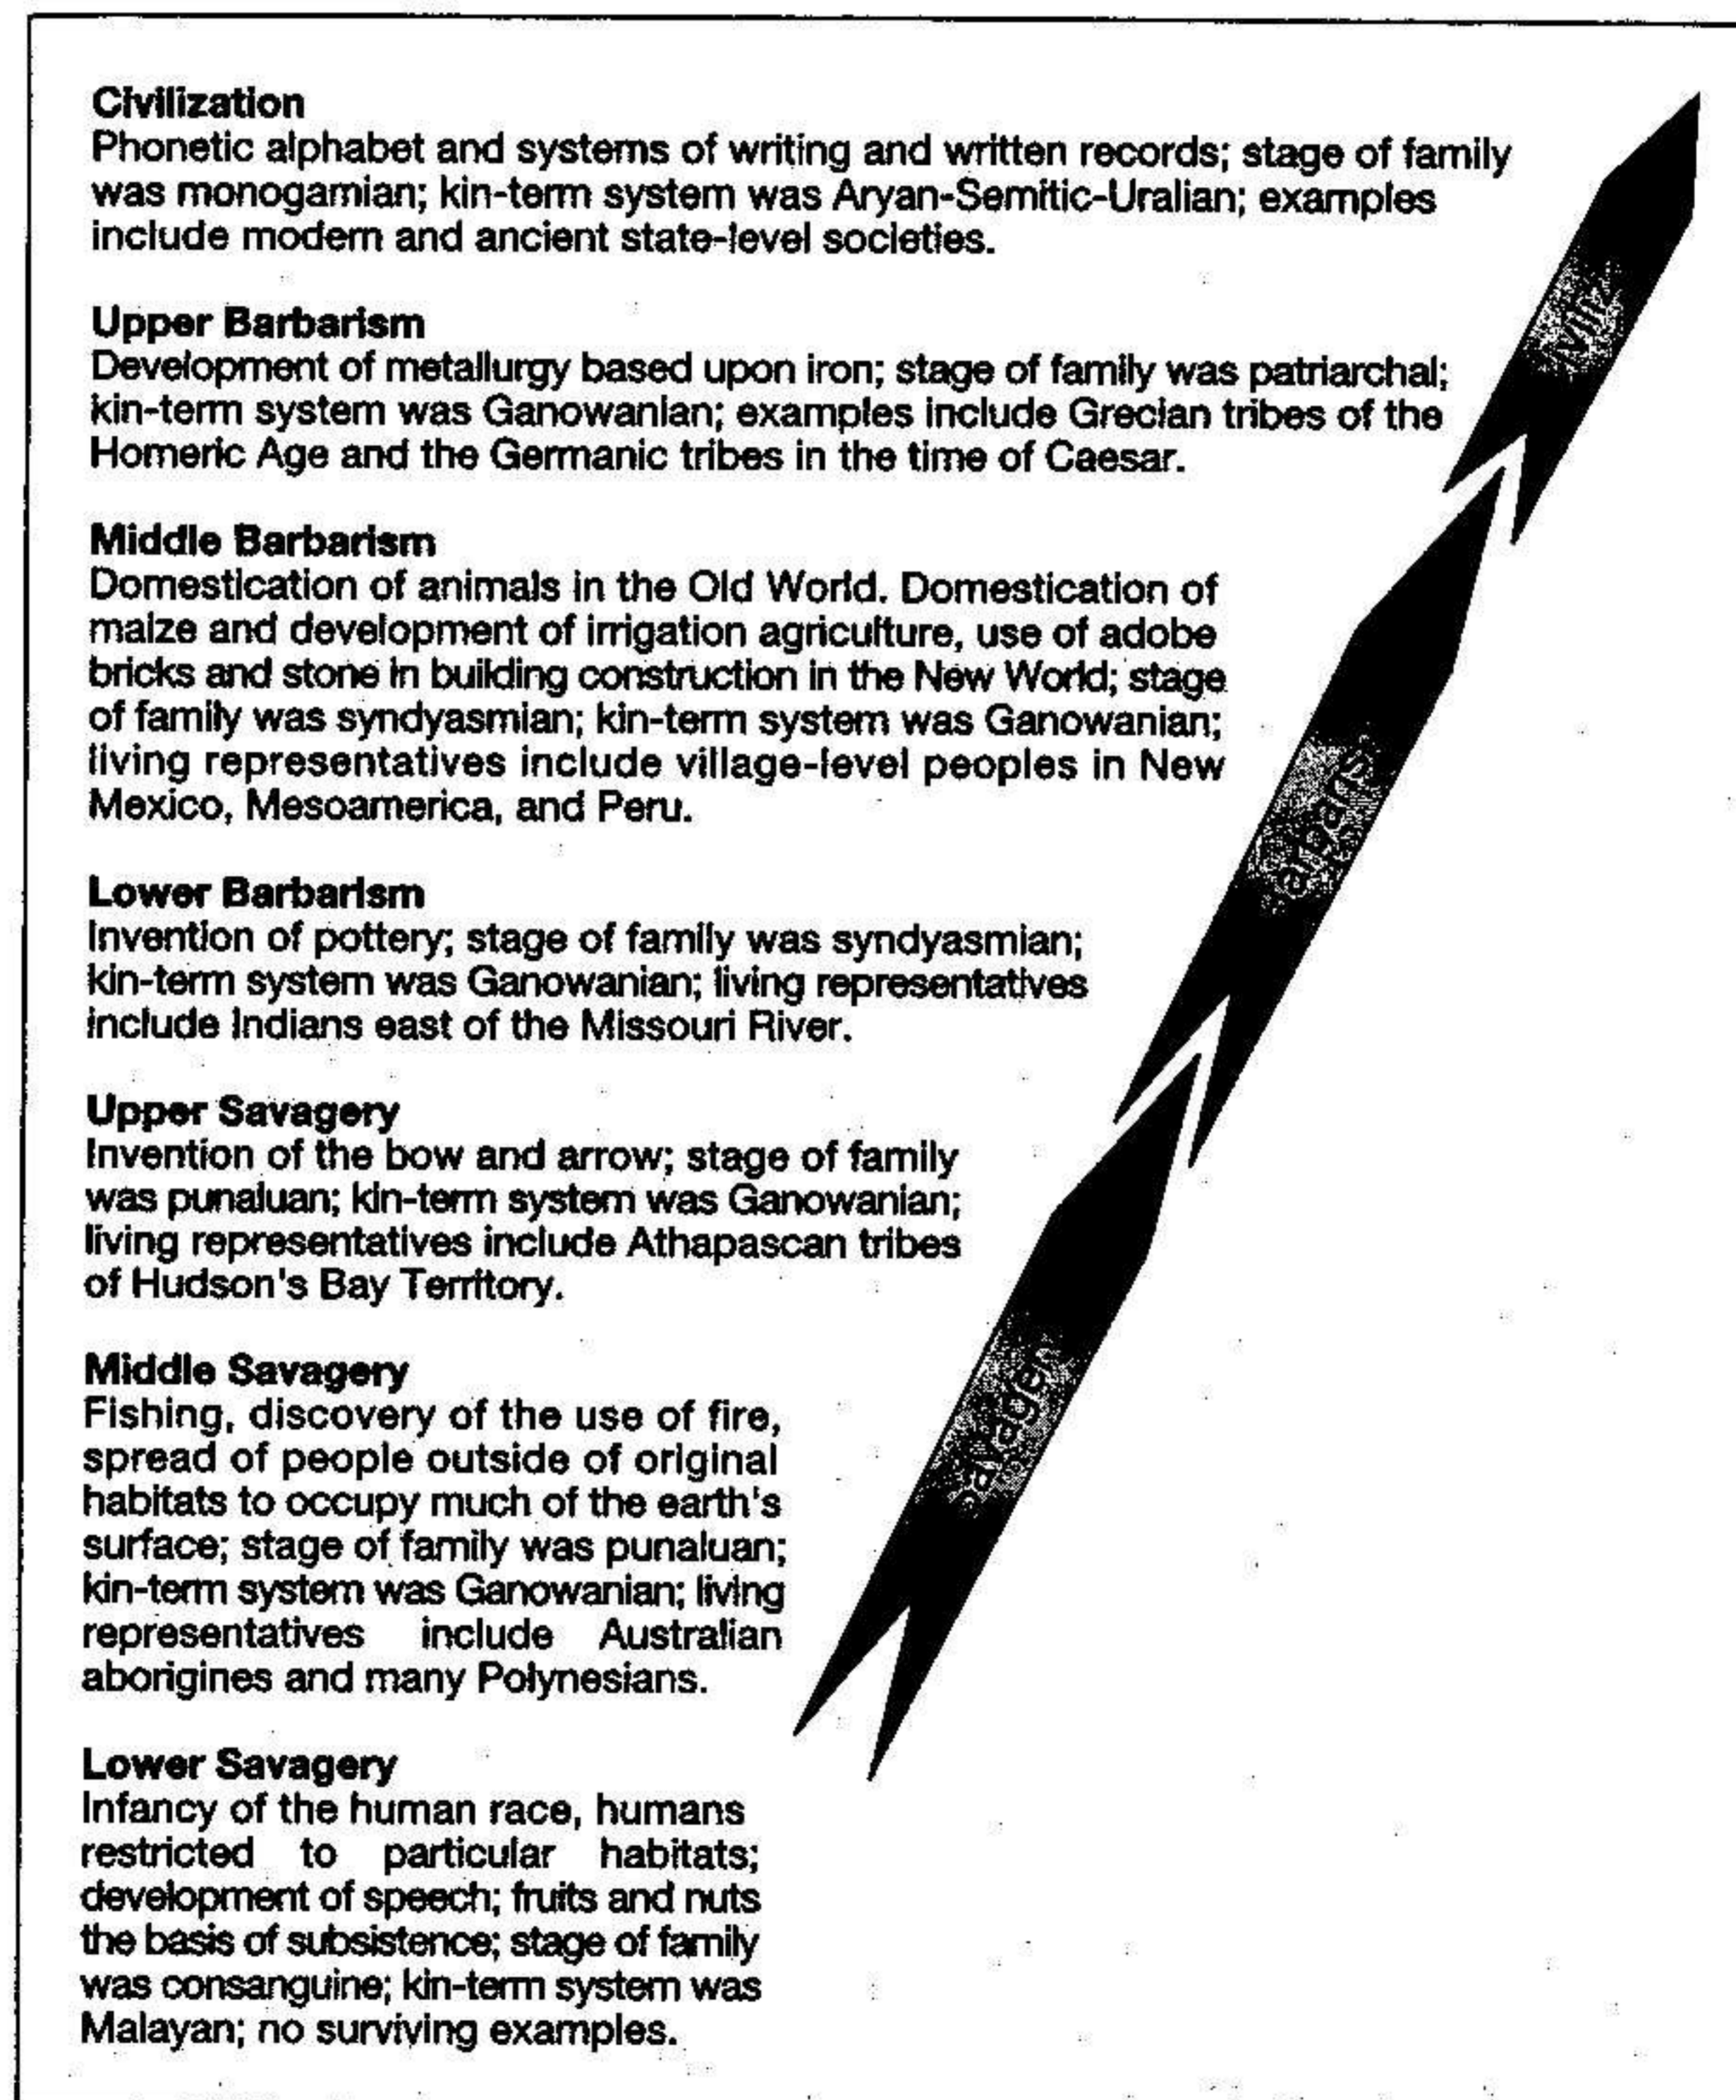 Civilization
Phonetic alphabet and systems of writing and written records; stage of family
was monogamian; kin-term system was Aryan-Semitic-Uralian; examples
include modern and ancient state-level societies.
Upper Barbarism
Development of metallurgy based upon iron; stage of family was patriarchal;
kin-term system was Ganowanian; examples include Grecian tribes of the
Homeric Age and the Germanic tribes in the time of Caesar.
Middle Barbarism
Domestication of animals in the Old World. Domestication of
maize and development of irrigation agriculture, use of adobe
bricks and stone in building construction in the New World; stage
of family was syndyasmian; kin-term system was Ganowanian;
living representatives include village-level peoples in New
Mexico, Mesoamerica, and Peru.
Lower Barbarism
Invention of pottery; stage of family was syndyasmian;
kin-term system was Ganowanian; living representatives
include Indians east of the Missouri River.
Upper Savagery
Invention of the bow and arrow; stage of family
was punaluan; kin-term system was Ganowanian;
living representatives include Athapascan tribes
of Hudson's Bay Territory.
Middle Savagery
Fishing, discovery of the use of fire,
spread of people outside of original
habitats to occupy much of the earth's
surface; stage of family was punaluan;
kin-term system was Ganowanian; living
representatives include Australian
aborigines and many Polynesians.
Lower Savagery
Infancy of the human race, humans
restricted to particular habitats;
development of speech; fruits and nuts
the basis of subsistence; stage of family
was consanguine; kin-term system was
Malayan; no surviving examples.